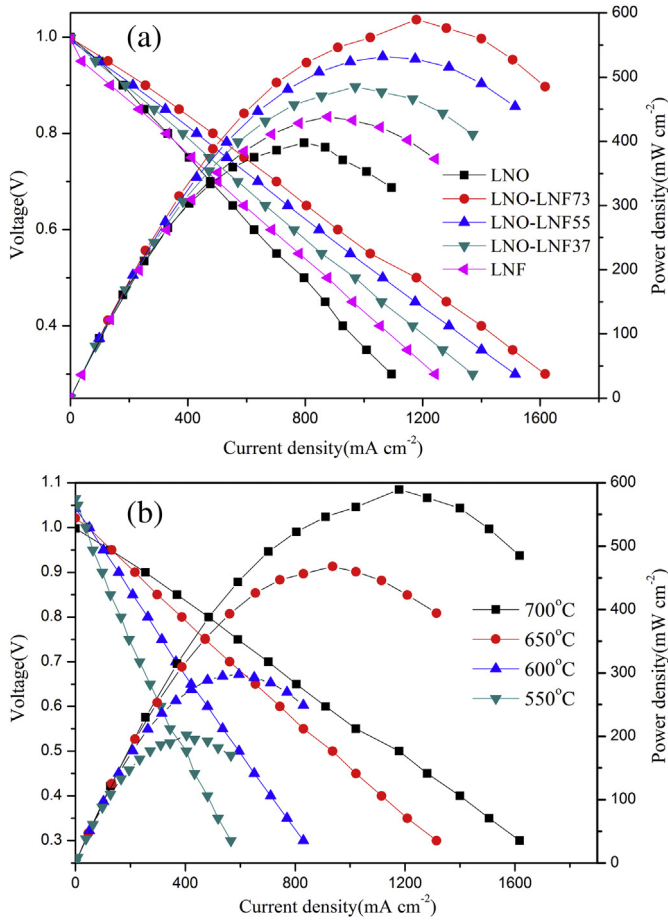 (a)
1.0
0.8
0.6
0.4
Voltage(V)
600
500
400
300
200
100
0
Power density(mW cm-2)
LNO
LNO-LNF73
LNO-LNF55
LNO-LNF37
LNF
0
400
800
1200
1600
Current density(mA cm-2)
(b)
1.1
1.0
0.9
0.8
0.7
0.6
0.5
0.4
0.3
Voltage(V)
600
500
400
300
200
100
0
Power density(mW cm-2)
700°C
650°C
600°C
550°C
0
400
800
1200
1600
Current density(mA cm-2)